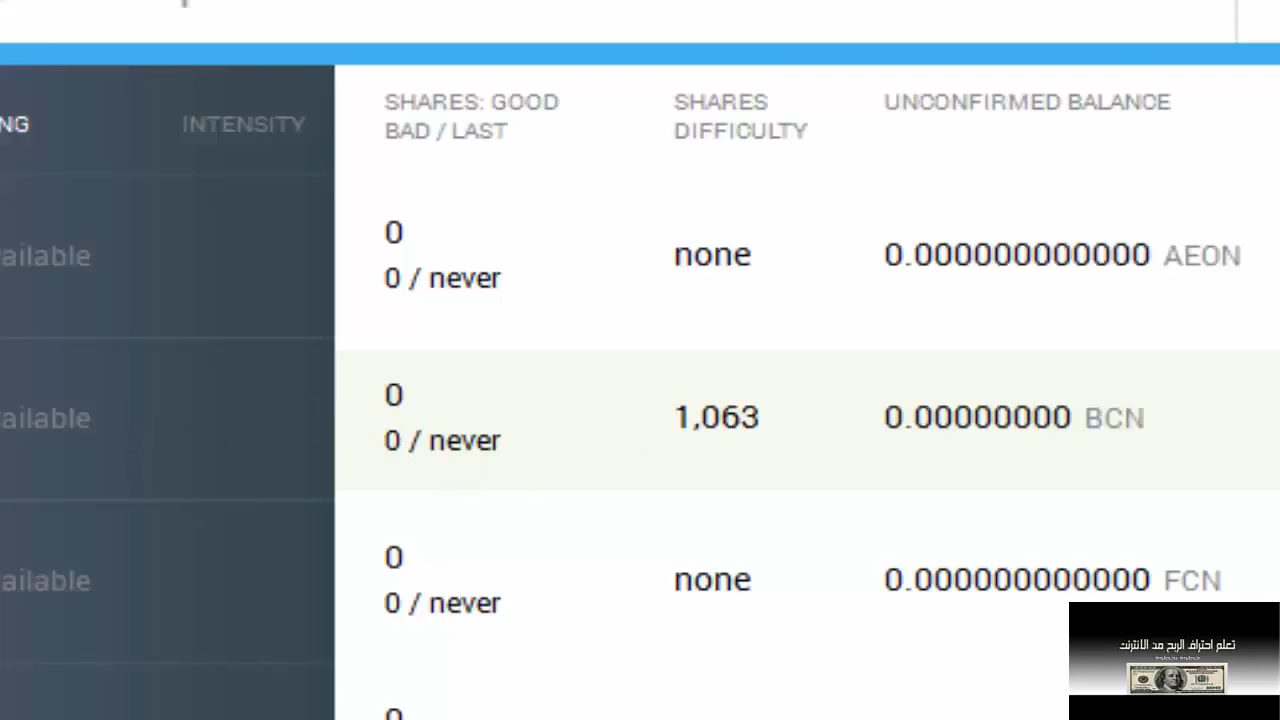 NG
INTENSITY
SHARES: GOOD
BAD / LAST
SHARES
DIFFICULTY
UNCONFIRMED BALANCE
ailable
0
0 / never
none
0.000000000000 AEON
ailable
0
0 / never
1,063
0.00000000 BCN
ailable
0
0 / never
none
0.000000000000 FCN
0
تعلم احتراف الربح من الانترنت
خطوة بخطوة